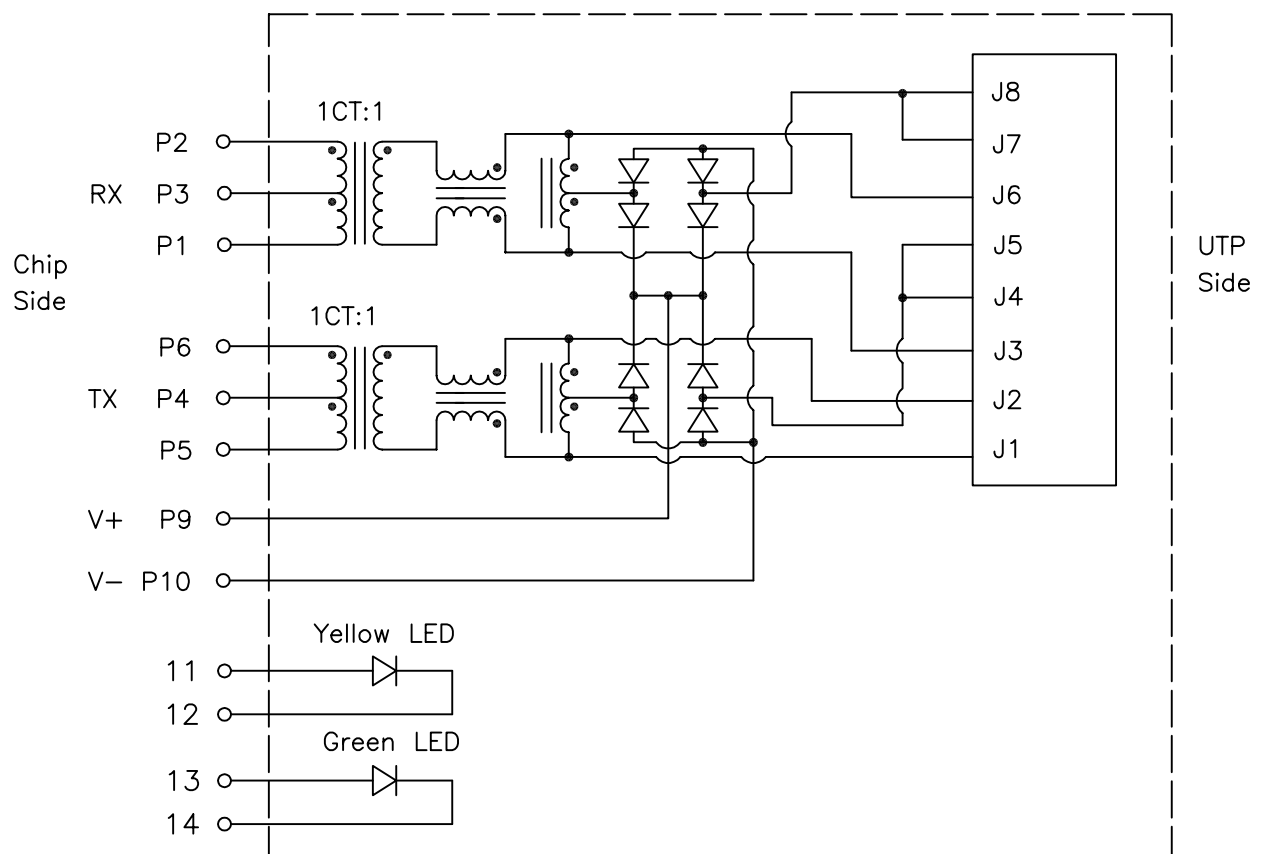 1CT:1
P2
RX P3
P1
Chip
Side
1CT:1
P6
TX P4
P5
V+ P9
V− P10
Yellow LED
11
12
Green LED
13
14
J8
J7
J6
J5
J4
J3
J2
J1
UTP
Side